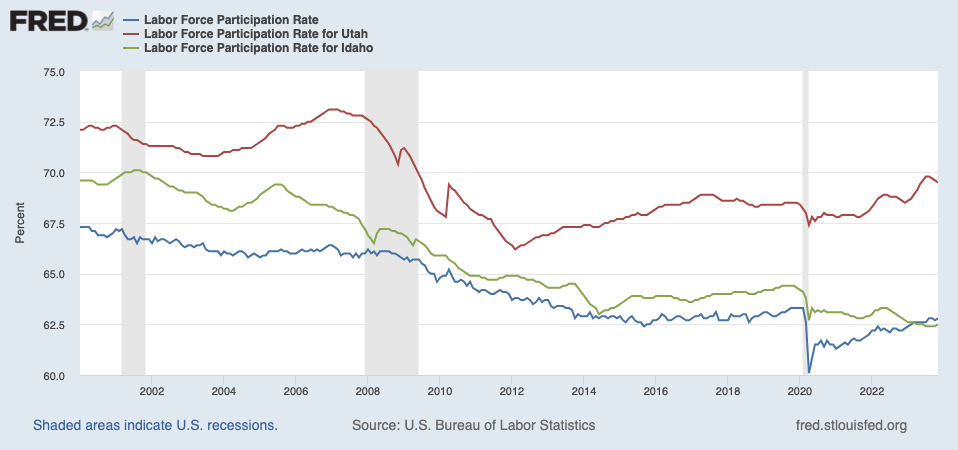 FRED
Labor Force Participation Rate
Labor Force Participation Rate for Utah
Labor Force Participation Rate for Idaho
75.0
72.5
70.0
67.5
65.0
62.5
60.0
Percent
2002 2004 2006 2008 2010 2012 2014 2016 2018 2020 2022
Shaded areas indicate U.S. recessions. Source: U.S. Bureau of Labor Statistics fred.stlouisfed.org